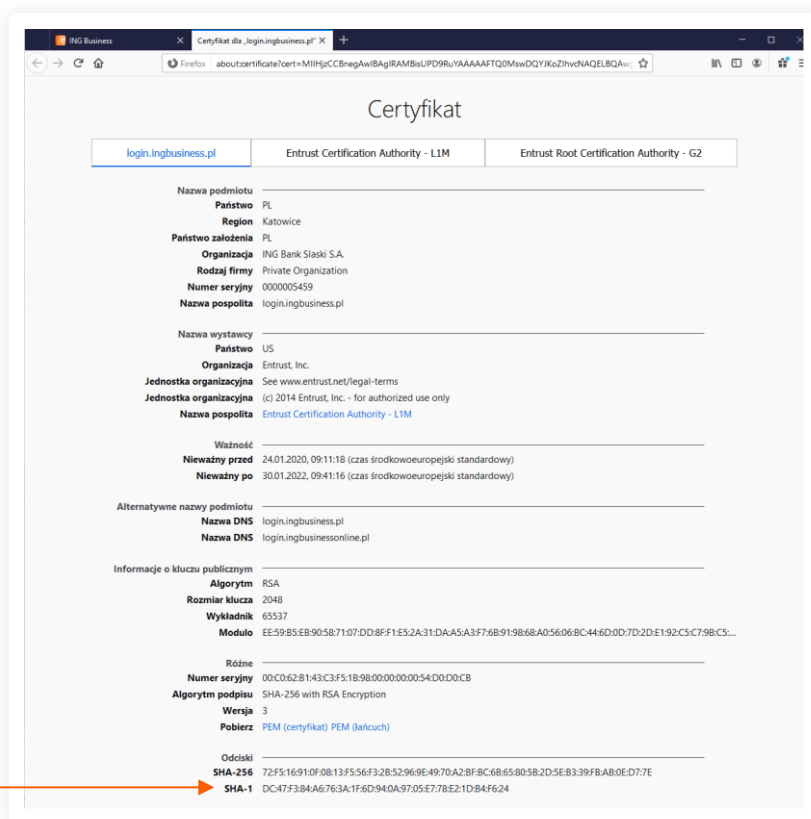 ING Business
Certyfikat dla „login.ingbusiness.pl”
Firefox about:certificate?cert=MIIHjzCCBnegAwIBAgIRAMBisUPD9RuYAAAAAFTQ0MswDQYJKoZIhvcNAQELBQAwg
Certyfikat
login.ingbusiness.pl
Entrust Certification Authority - L1M
Entrust Root Certification Authority - G2
Nazwa podmiotu
Państwo PL
Region Katowice
Państwo założenia PL
Organizacja ING Bank Slaski S.A.
Rodzaj firmy Private Organization
Numer seryjny 0000005459
Nazwa pospolita login.ingbusiness.pl
Nazwa wystawcy
Państwo US
Organizacja Entrust, Inc.
Jednostka organizacyjna See www.entrust.net/legal-terms
Jednostka organizacyjna (c) 2014 Entrust, Inc. - for authorized use only
Nazwa pospolita Entrust Certification Authority - L1M
Ważność
Nieważny przed 24.01.2020, 09:11:18 (czas środkowoeuropejski standardowy)
Nieważny po 30.01.2022, 09:41:16 (czas środkowoeuropejski standardowy)
Alternatywne nazwy podmiotu
Nazwa DNS login.ingbusiness.pl
Nazwa DNS login.ingbusinessonline.pl
Informacje o kluczu publicznym
Algorytm RSA
Rozmiar klucza 2048
Wykładnik 65537
Modulo EE:59:B5:EB:90:58:71:07:DD:8F:F1:E5:2A:31:DA:A5:A3:F7:6B:91:98:68:A0:56:06:BC:44:6D:0D:7D:2D:E1:92:C5:C7:9B:C5:...
Różne
Numer seryjny 00:C0:62:B1:43:C3:F5:1B:98:00:00:00:00:54:D0:D0:CB
Algorytm podpisu SHA-256 with RSA Encryption
Wersja 3
Pobierz PEM (certyfikat) PEM (łańcuch)
Odciski
SHA-256 72:F5:16:91:0F:08:13:F5:56:F3:2B:52:96:9E:49:70:A2:BF:BC:6B:65:80:5B:2D:5E:B3:39:FB:AB:0E:D7:7E
SHA-1 DC:47:F3:84:A6:76:3A:1F:6D:94:0A:97:05:E7:78:E2:1D:B4:F6:24